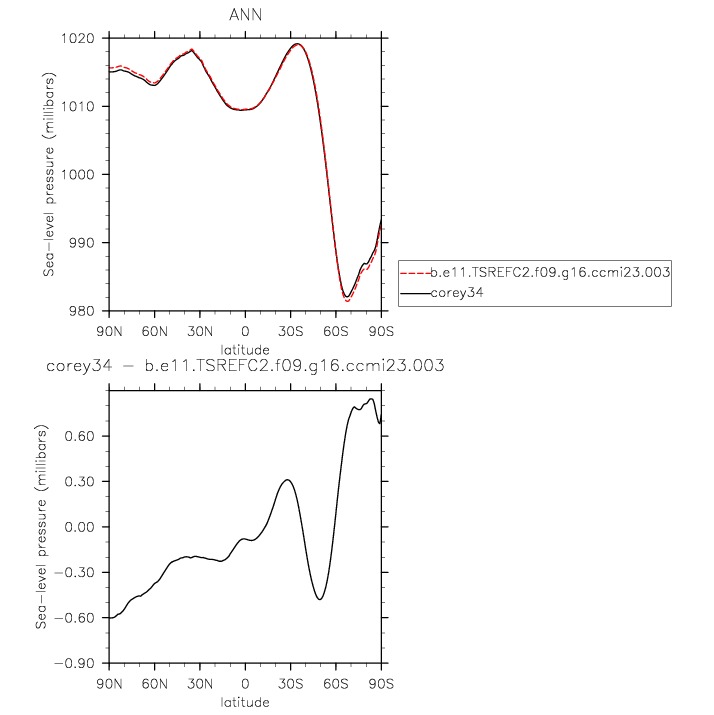 ANN
1020
1010
1000
990
980
Sea-level pressure (millibars)
90N 60N 30N 0 30S 60S 90S
latitude
b.e11.TSREFC2.f09.g16.ccmi23.003
corey34
corey34 - b.e11.TSREFC2.f09.g16.ccmi23.003
0.60
0.30
0.00
-0.30
-0.60
-0.90
Sea-level pressure (millibars)
90N 60N 30N 0 30S 60S 90S
latitude